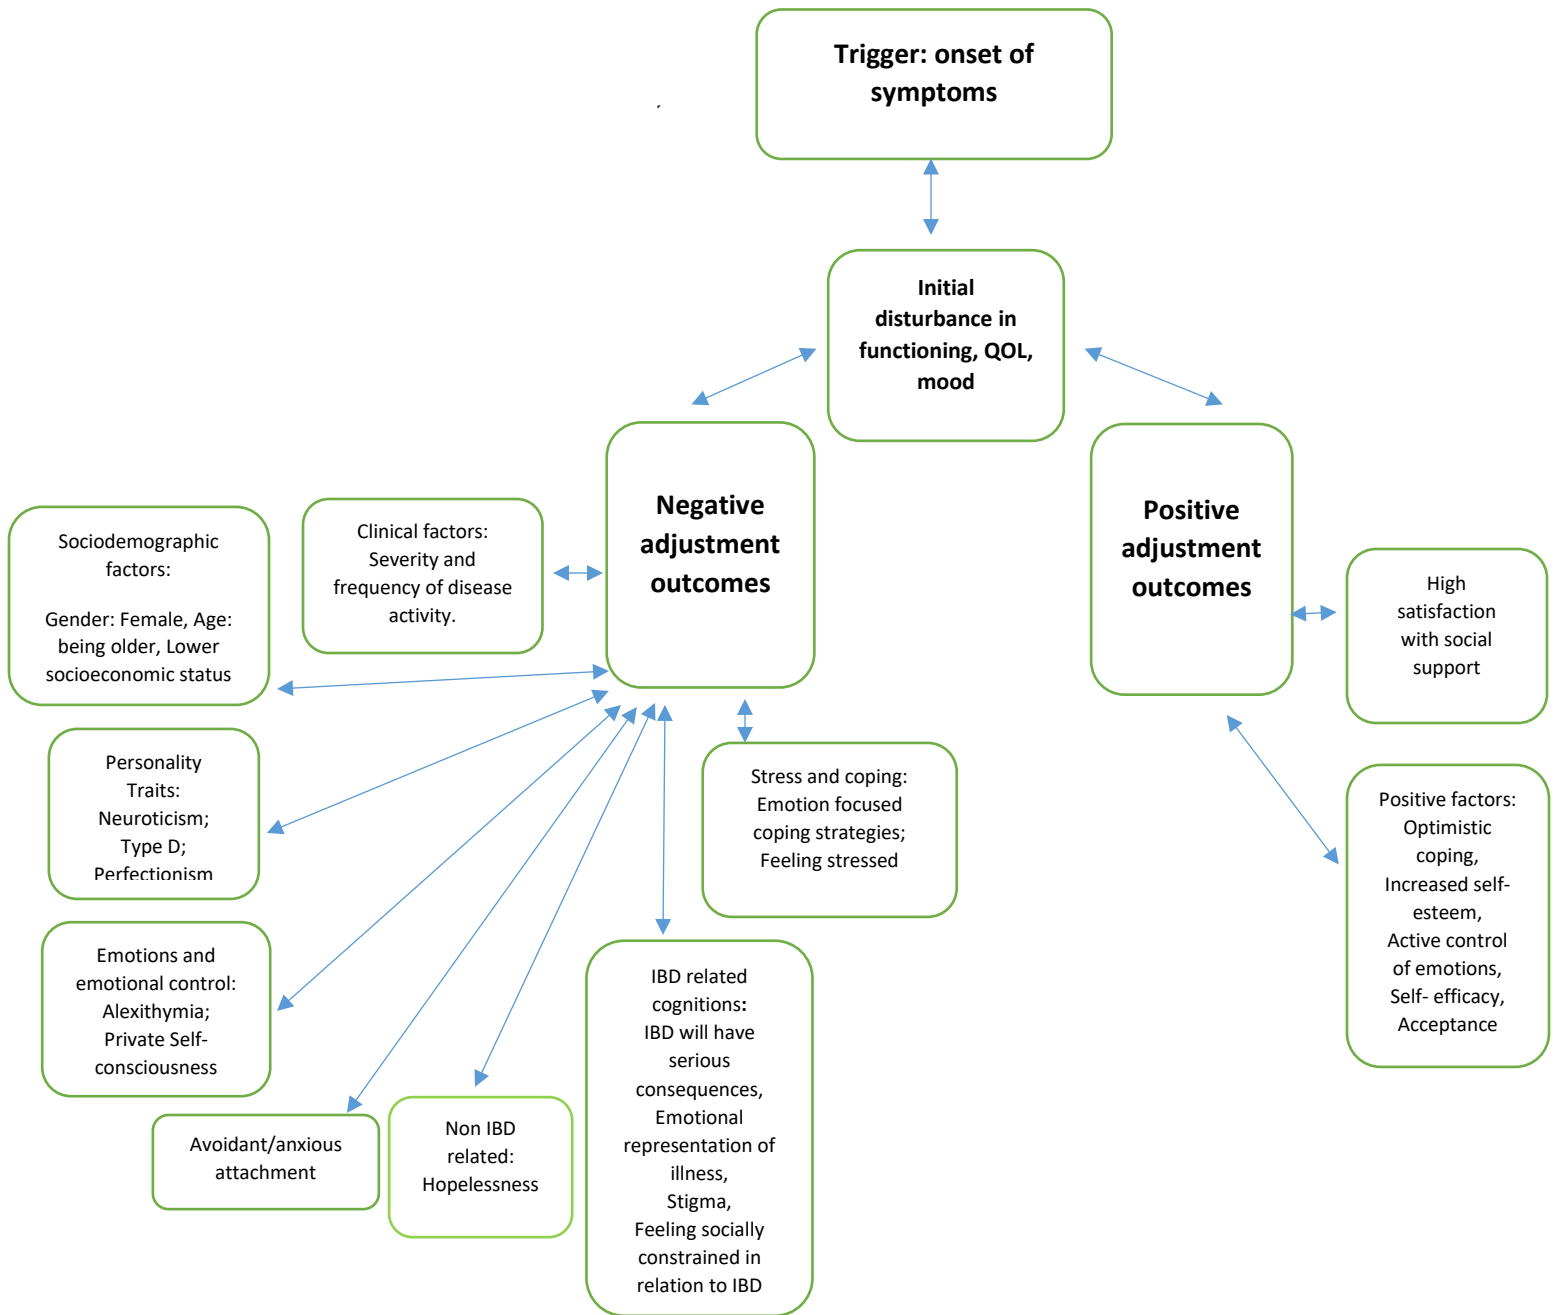 Trigger: onset of
symptoms
Initial
disturbance in
functioning, QOL,
mood
Negative
adjustment
outcomes
Positive
adjustment
outcomes
Clinical factors:
Severity and
frequency of disease
activity.
Sociodemographic
factors:
Gender: Female, Age:
being older, Lower
socioeconomic status
High
satisfaction
with social
support
Personality
Traits:
Neuroticism;
Type D;
Perfectionism
Stress and coping:
Emotion focused
coping strategies;
Feeling stressed
Positive factors:
Optimistic
coping,
Increased self-
esteem,
Active control
of emotions,
Self- efficacy,
Acceptance
Emotions and
emotional control:
Alexithymia;
Private Self-
consciousness
IBD related
cognitions:
IBD will have
serious
consequences,
Emotional
representation of
illness,
Stigma,
Feeling socially
constrained in
relation to IBD
Avoidant/anxious
attachment
Non IBD
related:
Hopelessness